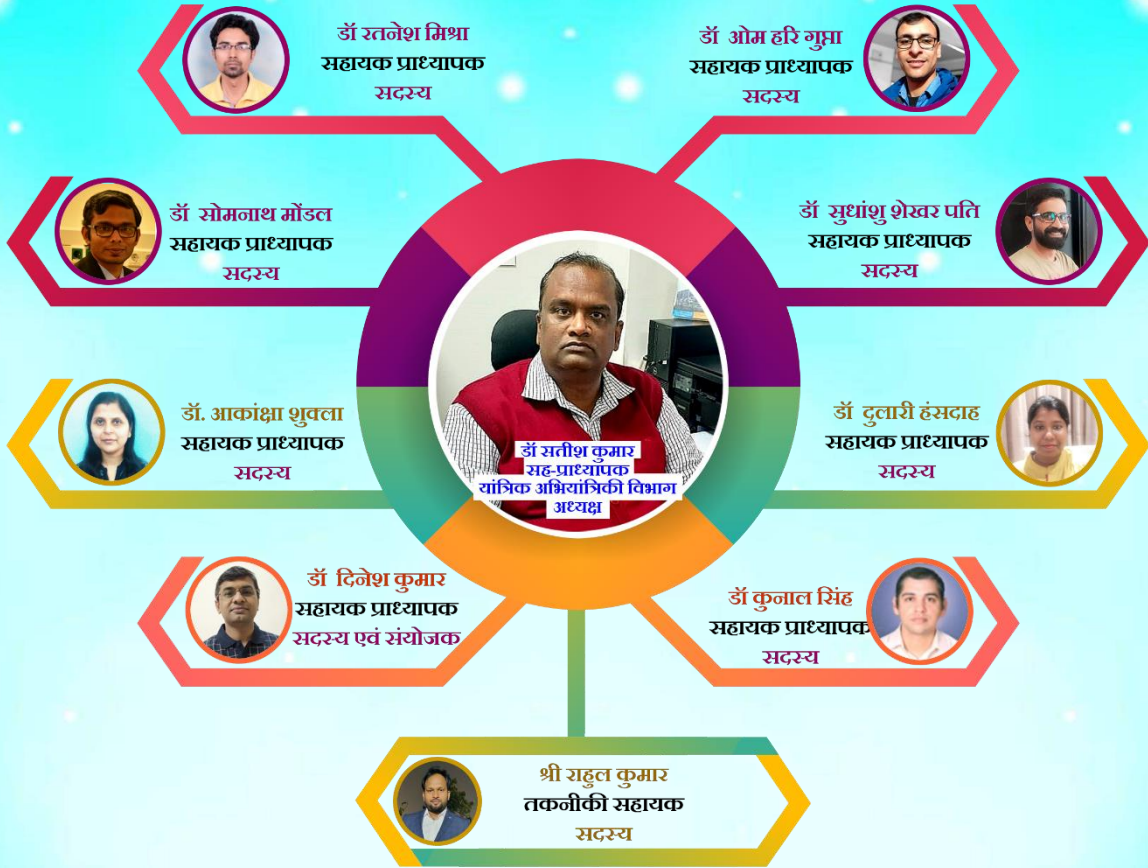 डॉ रतनेश मिश्रा
सहायक प्राध्यापक
सदस्य
डॉ ओम हरि गुप्ता
सहायक प्राध्यापक
सदस्य
डॉ सोमनाथ मोंडल
सहायक प्राध्यापक
सदस्य
डॉ सुधांशु शेखर पति
सहायक प्राध्यापक
सदस्य
डॉ सतीश कुमार
सह-प्राध्यापक
यांत्रिक अभियांत्रिकी विभाग
अध्यक्ष
डॉ. आकांक्षा शुक्ला
सहायक प्राध्यापक
सदस्य
डॉ दुलारी हंसदाह
सहायक प्राध्यापक
सदस्य
डॉ दिनेश कुमार
सहायक प्राध्यापक
सदस्य एवं संयोजक
डॉ कुनाल सिंह
सहायक प्राध्यापक
सदस्य
श्री राहुल कुमार
तकनीकी सहायक
सदस्य